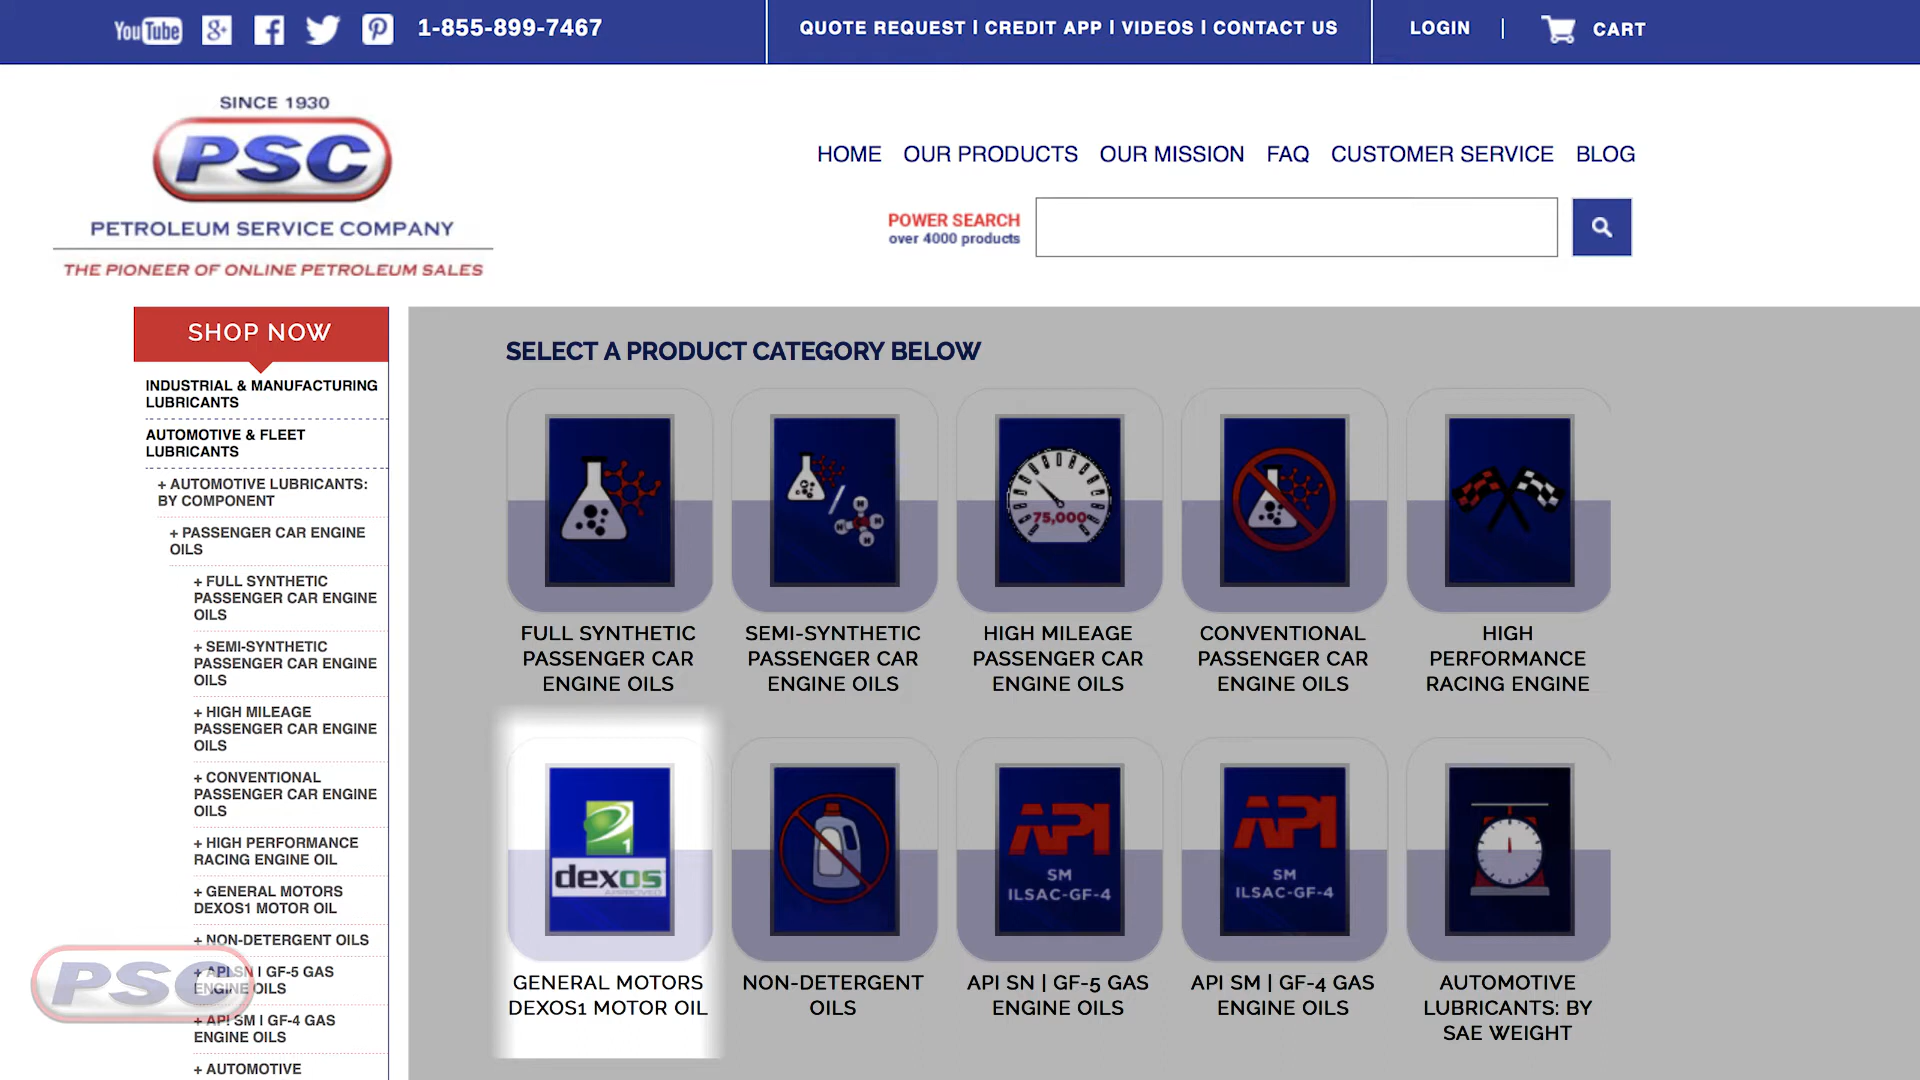 YouTube g+ 1-855-899-7467 QUOTE REQUEST | CREDIT APP | VIDEOS | CONTACT US LOGIN | CART
SINCE 1930
PSC
PETROLEUM SERVICE COMPANY
THE PIONEER OF ONLINE PETROLEUM SALES
HOME OUR PRODUCTS OUR MISSION FAQ CUSTOMER SERVICE BLOG
POWER SEARCH
over 4000 products
SHOP NOW
INDUSTRIAL & MANUFACTURING
LUBRICANTS
AUTOMOTIVE & FLEET
LUBRICANTS
+ AUTOMOTIVE LUBRICANTS:
BY COMPONENT
+ PASSENGER CAR ENGINE
OILS
+ FULL SYNTHETIC
PASSENGER CAR ENGINE
OILS
+ SEMI-SYNTHETIC
PASSENGER CAR ENGINE
OILS
+ HIGH MILEAGE
PASSENGER CAR ENGINE
OILS
+ CONVENTIONAL
PASSENGER CAR ENGINE
OILS
+ HIGH PERFORMANCE
RACING ENGINE OIL
+ GENERAL MOTORS
DEXOS1 MOTOR OIL
+ NON-DETERGENT OILS
+ API SN | GF-5 GAS
ENGINE OILS
+ API SM | GF-4 GAS
ENGINE OILS
+ AUTOMOTIVE
PSC
SELECT A PRODUCT CATEGORY BELOW
FULL SYNTHETIC
PASSENGER CAR
ENGINE OILS
H
H H
H
SEMI-SYNTHETIC
PASSENGER CAR
ENGINE OILS
75,000
HIGH MILEAGE
PASSENGER CAR
ENGINE OILS
CONVENTIONAL
PASSENGER CAR
ENGINE OILS
HIGH
PERFORMANCE
RACING ENGINE
1
dexos
APPROVED
GENERAL MOTORS
DEXOS1 MOTOR OIL
NON-DETERGENT
OILS
API
SM
ILSAC-GF-4
API SN | GF-5 GAS
ENGINE OILS
API
SM
ILSAC-GF-4
API SM | GF-4 GAS
ENGINE OILS
AUTOMOTIVE
LUBRICANTS: BY
SAE WEIGHT